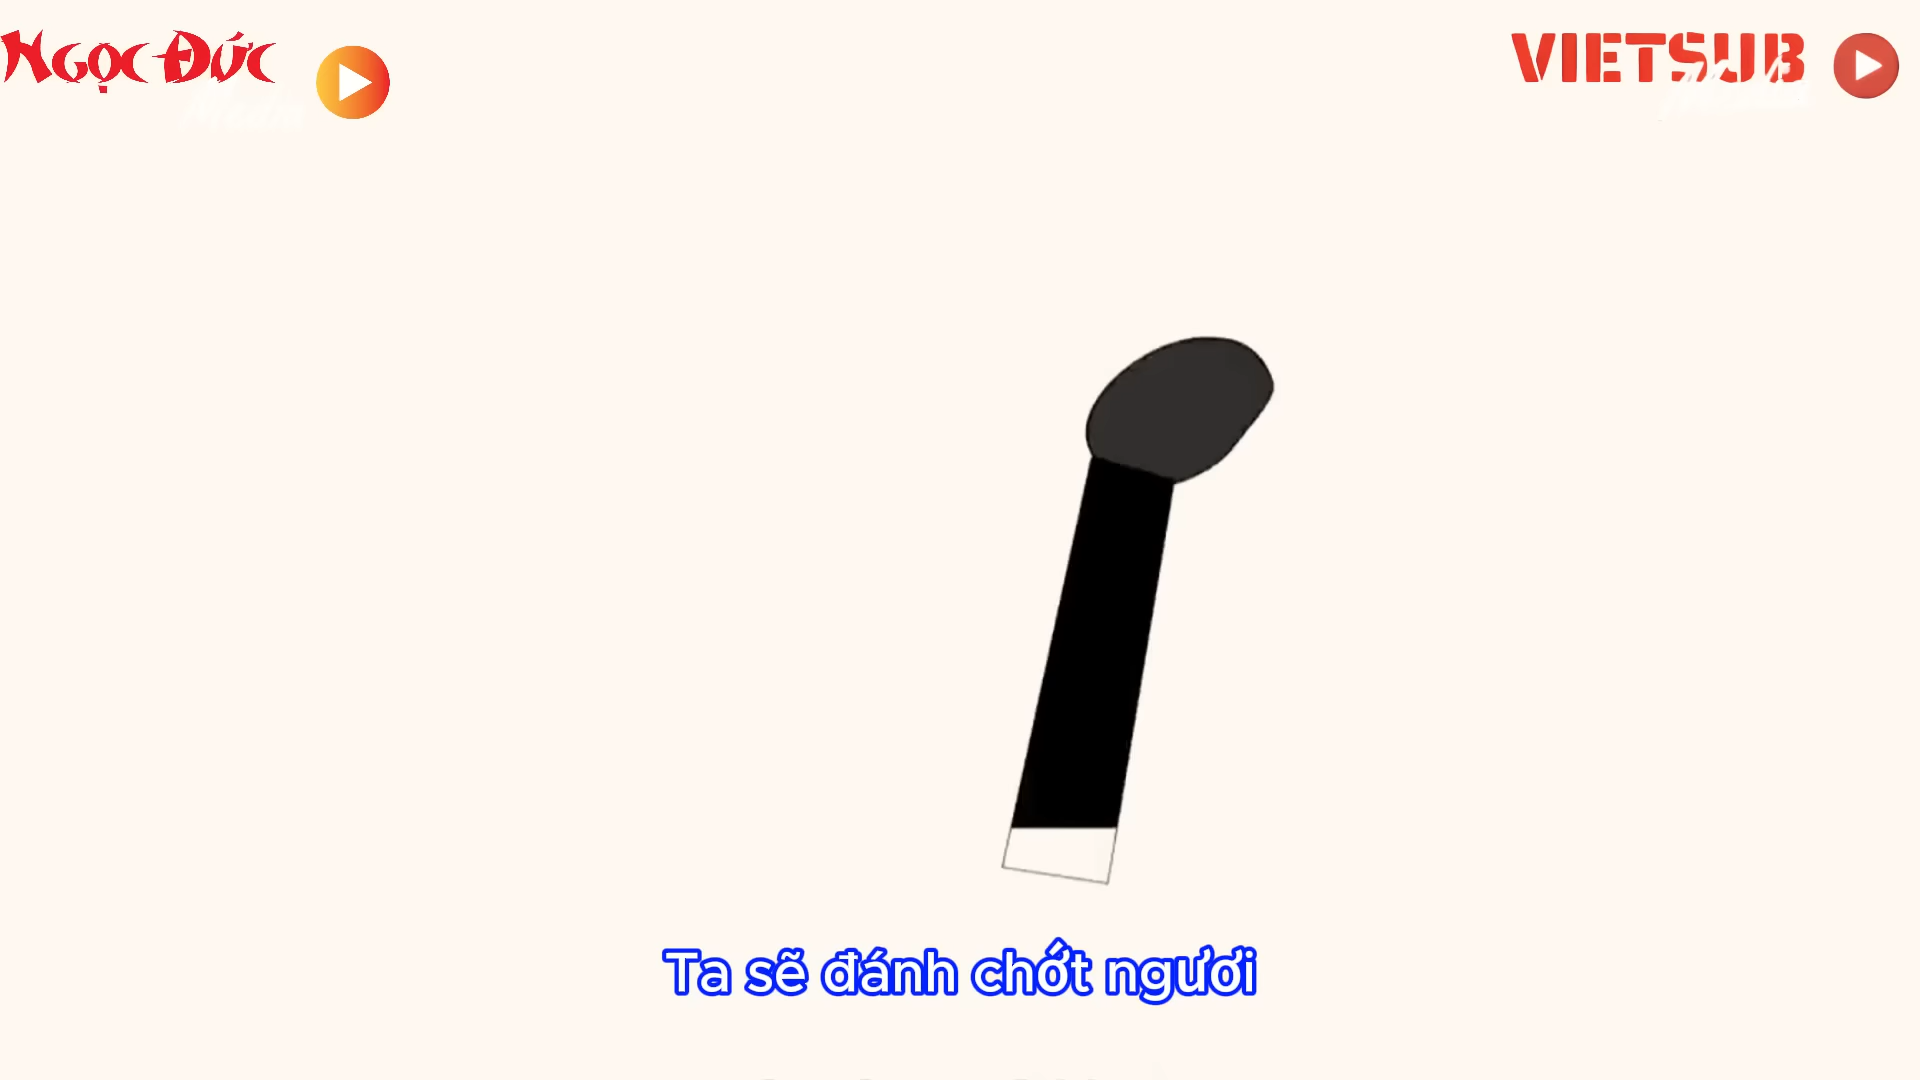 Ngọc Đức
VIETSUB
Ta sẽ đánh chớt ngươi